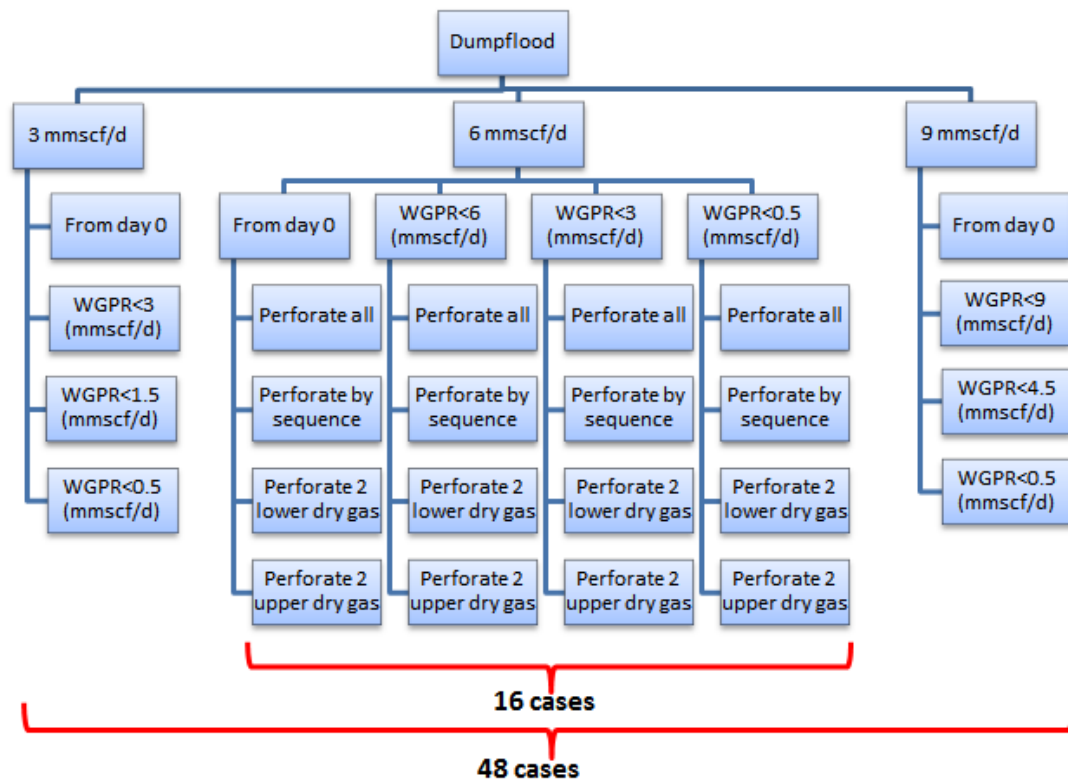 Dumpflood
3 mmscf/d
6 mmscf/d
9 mmscf/d
From day 0
WGPR<3
(mmscf/d)
WGPR<1.5
(mmscf/d)
WGPR<0.5
(mmscf/d)
From day 0
Perforate all
Perforate by
sequence
Perforate 2
lower dry gas
Perforate 2
upper dry gas
WGPR<6
(mmscf/d)
Perforate all
Perforate by
sequence
Perforate 2
lower dry gas
Perforate 2
upper dry gas
WGPR<3
(mmscf/d)
Perforate all
Perforate by
sequence
Perforate 2
lower dry gas
Perforate 2
upper dry gas
WGPR<0.5
(mmscf/d)
Perforate all
Perforate by
sequence
Perforate 2
lower dry gas
Perforate 2
upper dry gas
From day 0
WGPR<9
(mmscf/d)
WGPR<4.5
(mmscf/d)
WGPR<0.5
(mmscf/d)
16 cases
48 cases